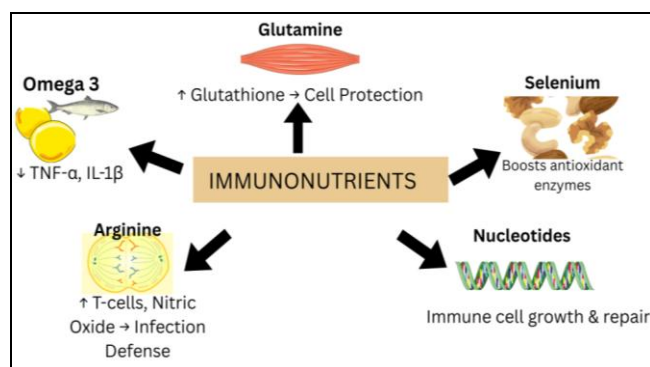 Glutamine
↑ Glutathione → Cell Protection
Omega 3
↓ TNF-α, IL-1β
Selenium
Boosts antioxidant
enzymes
IMMUNONUTRIENTS
Arginine
↑ T-cells, Nitric
Oxide → Infection
Defense
Nucleotides
Immune cell growth & repair